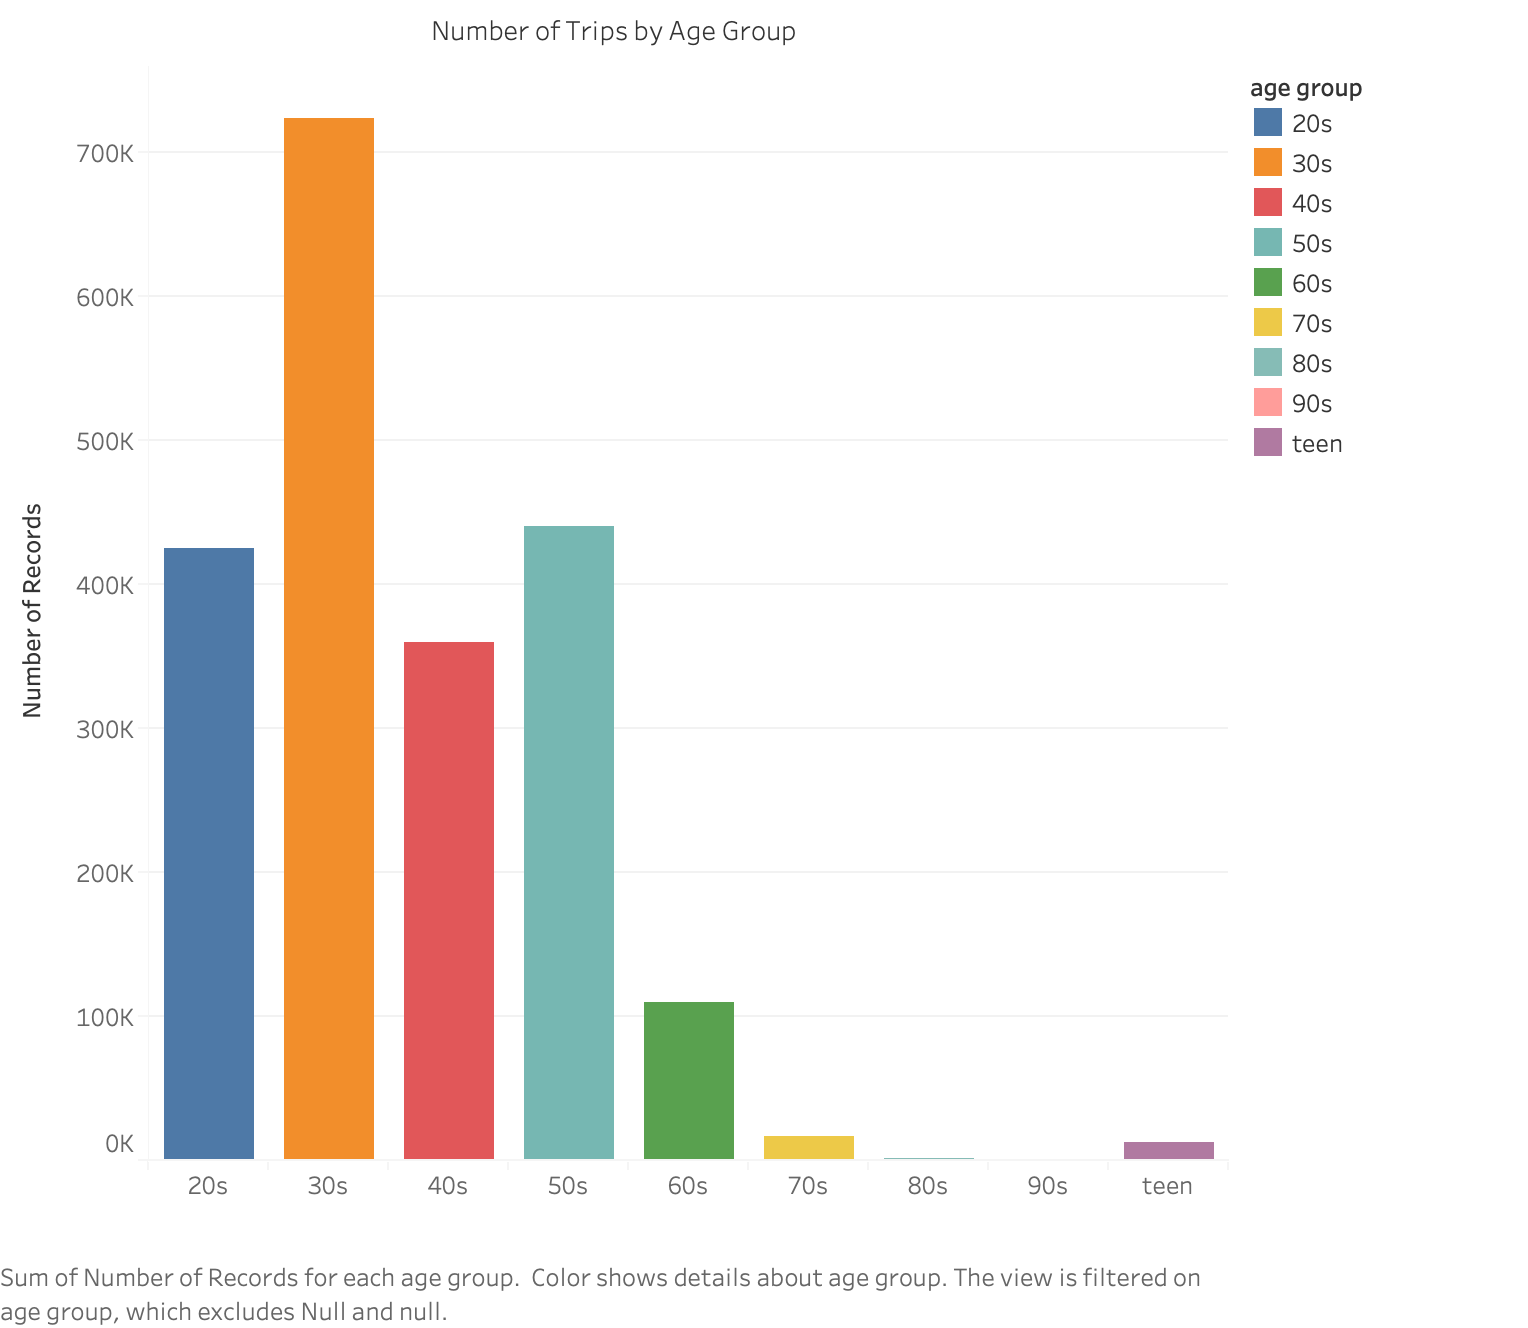 Number of Trips by Age Group
age group
20s
30s
40s
50s
60s
70s
80s
90s
teen
700K
600K
500K
400K
300K
200K
100K
0K
Number of Records
20s 30s 40s 50s 60s 70s 80s 90s teen
Sum of Number of Records for each age group.  Color shows details about age group. The view is filtered on
age group, which excludes Null and null.